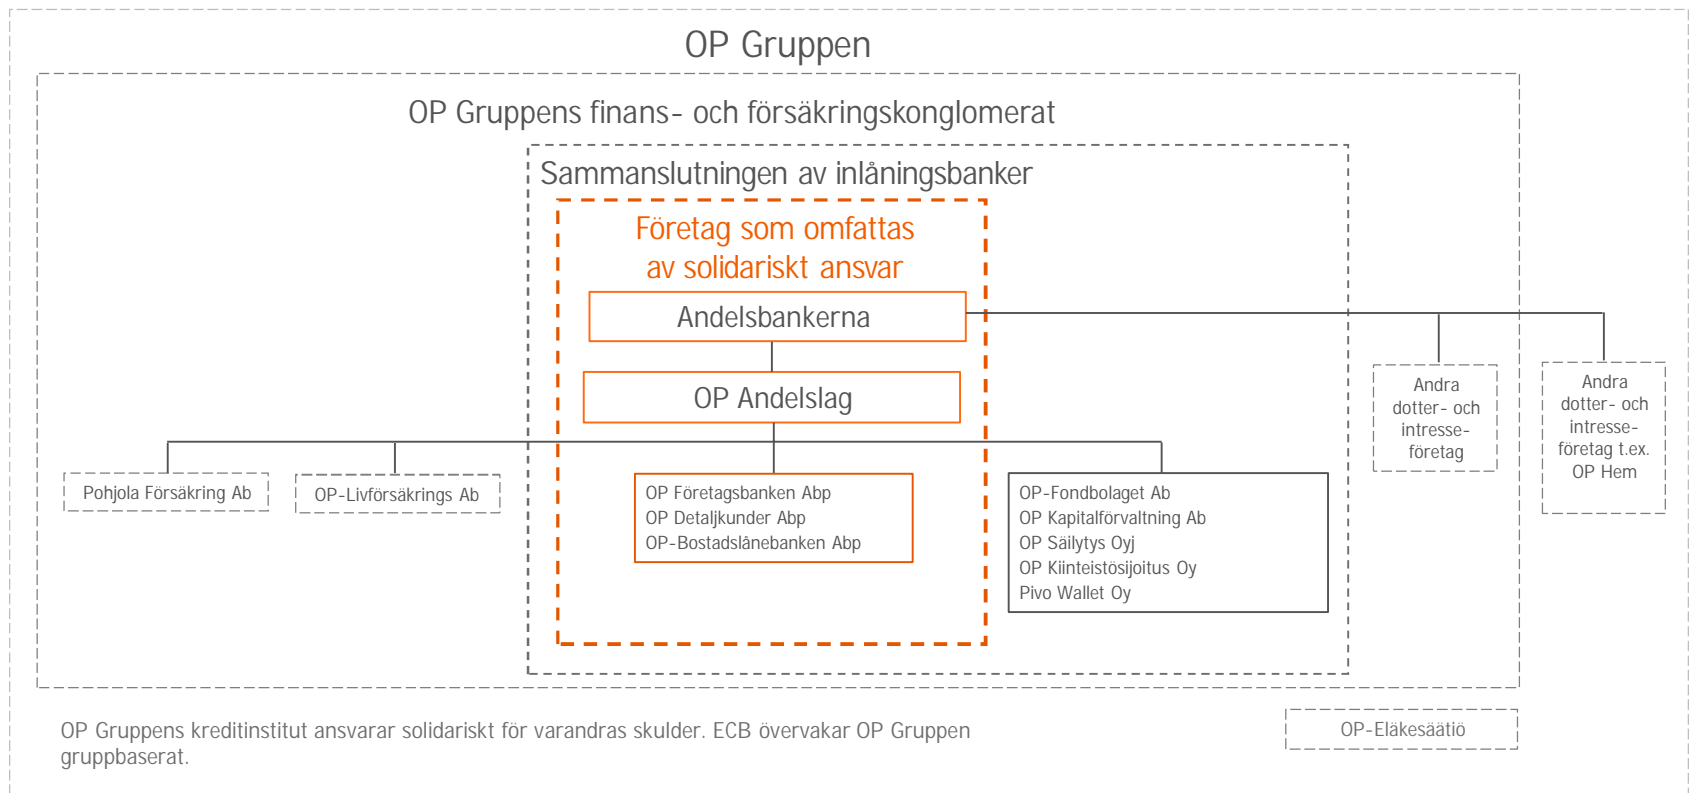 OP Gruppen
OP Gruppens finans- och försäkringskonglomerat
Sammanslutningen av inlåningsbanker
Företag som omfattas
av solidariskt ansvar
Andelsbankerna
OP Andelslag
Pohjola Försäkring Ab
OP-Livförsäkrings Ab
OP Företagsbanken Abp
OP Detaljkunder Abp
OP-Bostadslånebanken Abp
OP-Fondbolaget Ab
OP Kapitalförvaltning Ab
OP Säilytys Oyj
OP Kiinteistösijoitus Oy
Pivo Wallet Oy
Andra
dotter- och
intresse-
företag
Andra
dotter- och
intresse-
företag t.ex.
OP Hem
OP Gruppens kreditinstitut ansvarar solidariskt för varandras skulder. ECB övervakar OP Gruppen
gruppbaserat.
OP-Eläkesäätiö